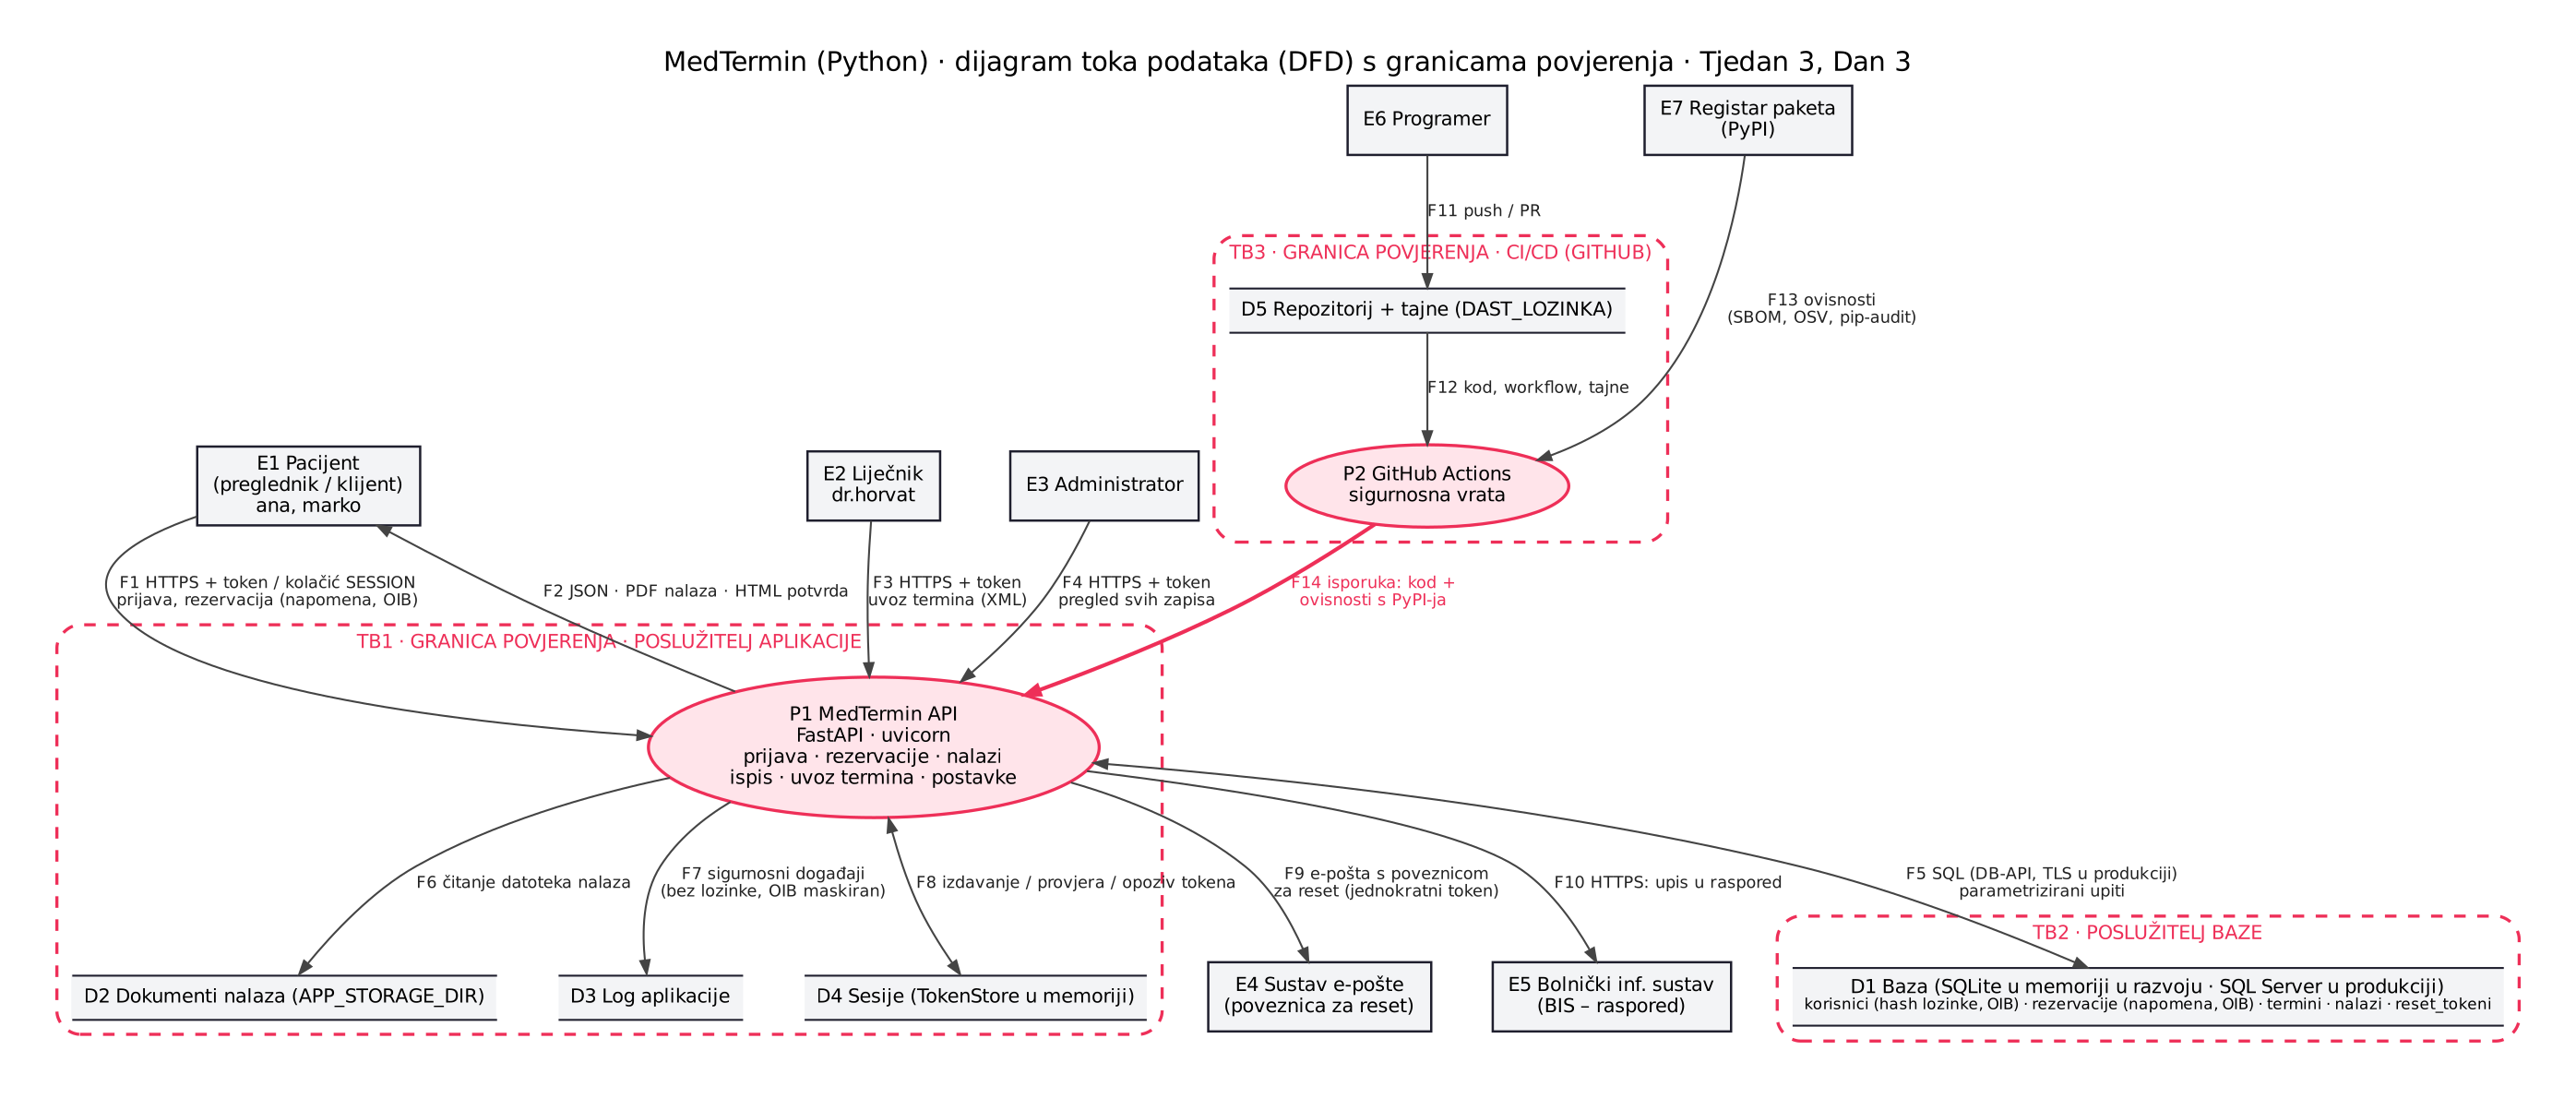 MedTermin (Python) · dijagram toka podataka (DFD) s granicama povjerenja · Tjedan 3, Dan 3
E6 Programer
E7 Registar paketa
(PyPI)
F11 push / PR
TB3 · GRANICA POVJERENJA · CI/CD (GITHUB)
D5 Repozitorij + tajne (DAST_LOZINKA)
F13 ovisnosti
(SBOM, OSV, pip-audit)
F12 kod, workflow, tajne
E1 Pacijent
(preglednik / klijent)
ana, marko
E2 Liječnik
dr.horvat
E3 Administrator
P2 GitHub Actions
sigurnosna vrata
F1 HTTPS + token / kolačić SESSION
prijava, rezervacija (napomena, OIB)
F2 JSON · PDF nalaza · HTML potvrda
F3 HTTPS + token
uvoz termina (XML)
F4 HTTPS + token
pregled svih zapisa
F14 isporuka: kod +
ovisnosti s PyPI-ja
TB1 · GRANICA POVJERENJA · POSLUŽITELJ APLIKACIJE
P1 MedTermin API
FastAPI · uvicorn
prijava · rezervacije · nalazi
ispis · uvoz termina · postavke
F6 čitanje datoteka nalaza
F7 sigurnosni događaji
(bez lozinke, OIB maskiran)
F8 izdavanje / provjera / opoziv tokena
F9 e-pošta s poveznicom
za reset (jednokratni token)
F10 HTTPS: upis u raspored
F5 SQL (DB-API, TLS u produkciji)
parametrizirani upiti
TB2 · POSLUŽITELJ BAZE
D2 Dokumenti nalaza (APP_STORAGE_DIR)
D3 Log aplikacije
D4 Sesije (TokenStore u memoriji)
E4 Sustav e-pošte
(poveznica za reset)
E5 Bolnički inf. sustav
(BIS – raspored)
D1 Baza (SQLite u memoriji u razvoju · SQL Server u produkciji)
korisnici (hash lozinke, OIB) · rezervacije (napomena, OIB) · termini · nalazi · reset_tokeni